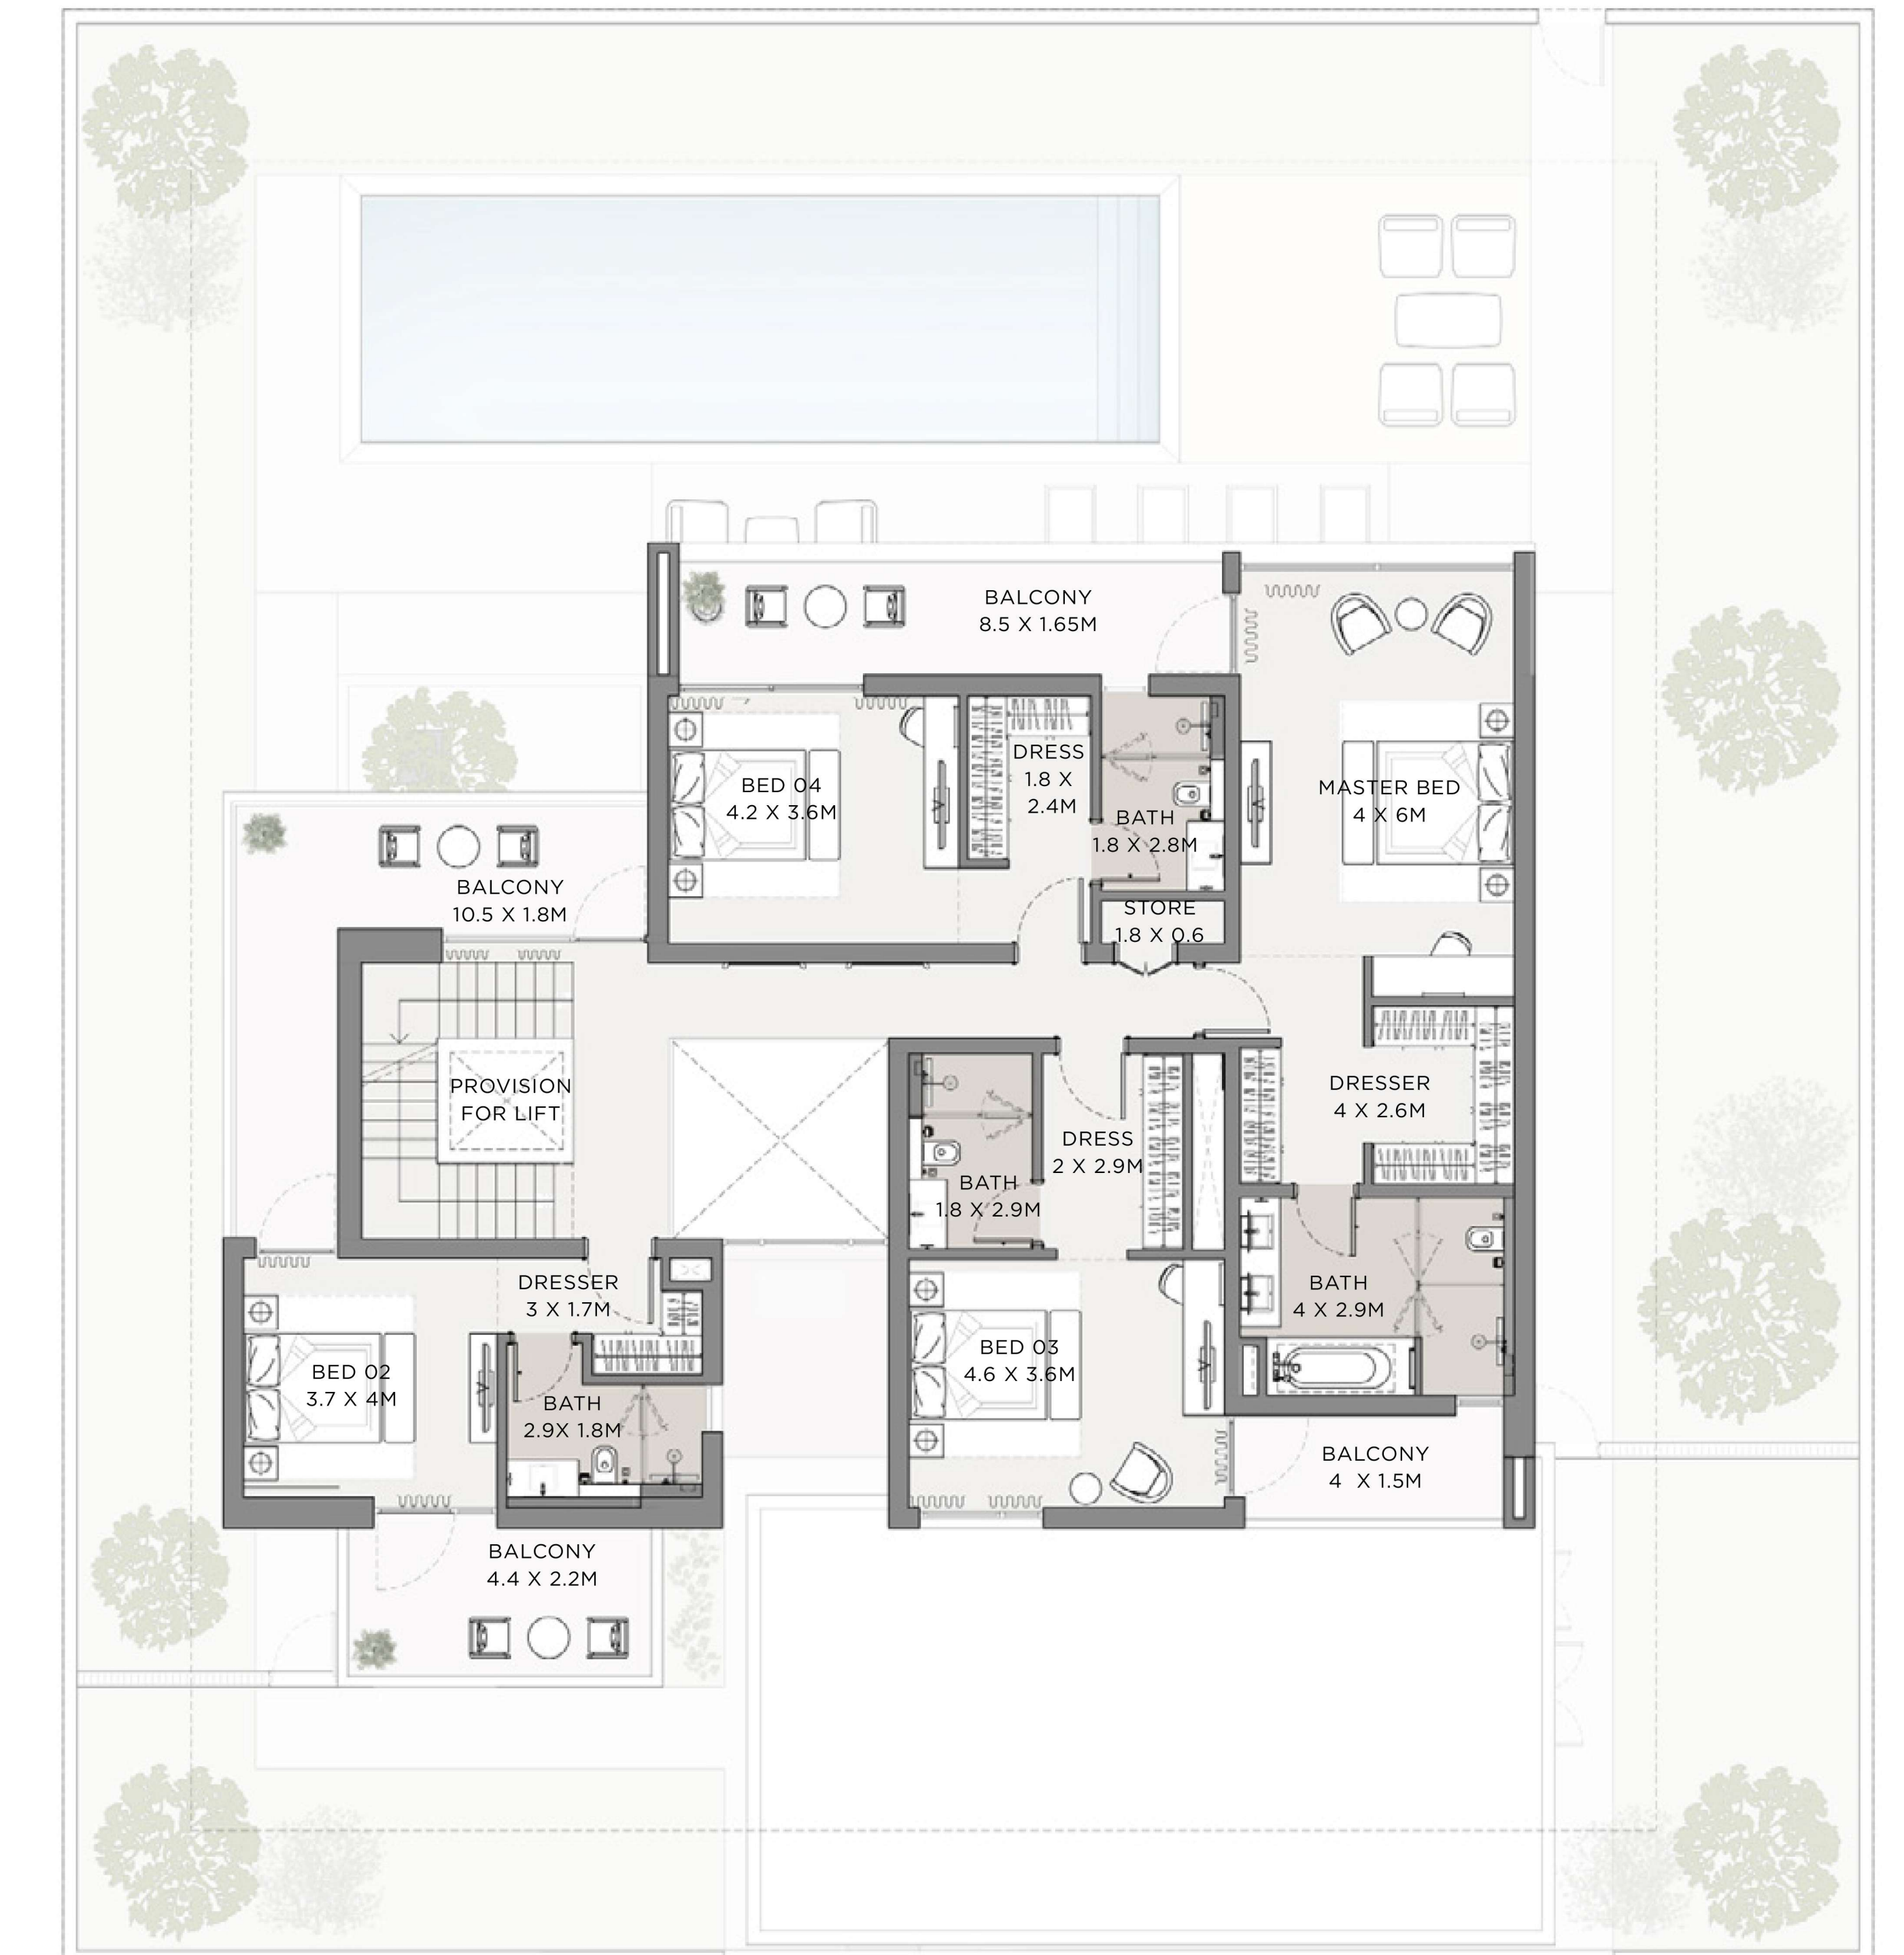 BALCONY
8.5 X 1.65M
BED 04
4.2 X 3.6M
DRESS
1.8 X
2.4M
BATH
1.8 X 2.8M
MASTER BED
4 X 6M
BALCONY
10.5 X 1.8M
STORE
1.8 X 0.6
PROVISION
FOR LIFT
DRESSER
4 X 2.6M
DRESS
2 X 2.9M
BATH
1.8 X 2.9M
DRESSER
3 X 1.7M
BATH
4 X 2.9M
BED 02
3.7 X 4M
BED 03
4.6 X 3.6M
BATH
2.9X 1.8M
BALCONY
4 X 1.5M
BALCONY
4.4 X 2.2M